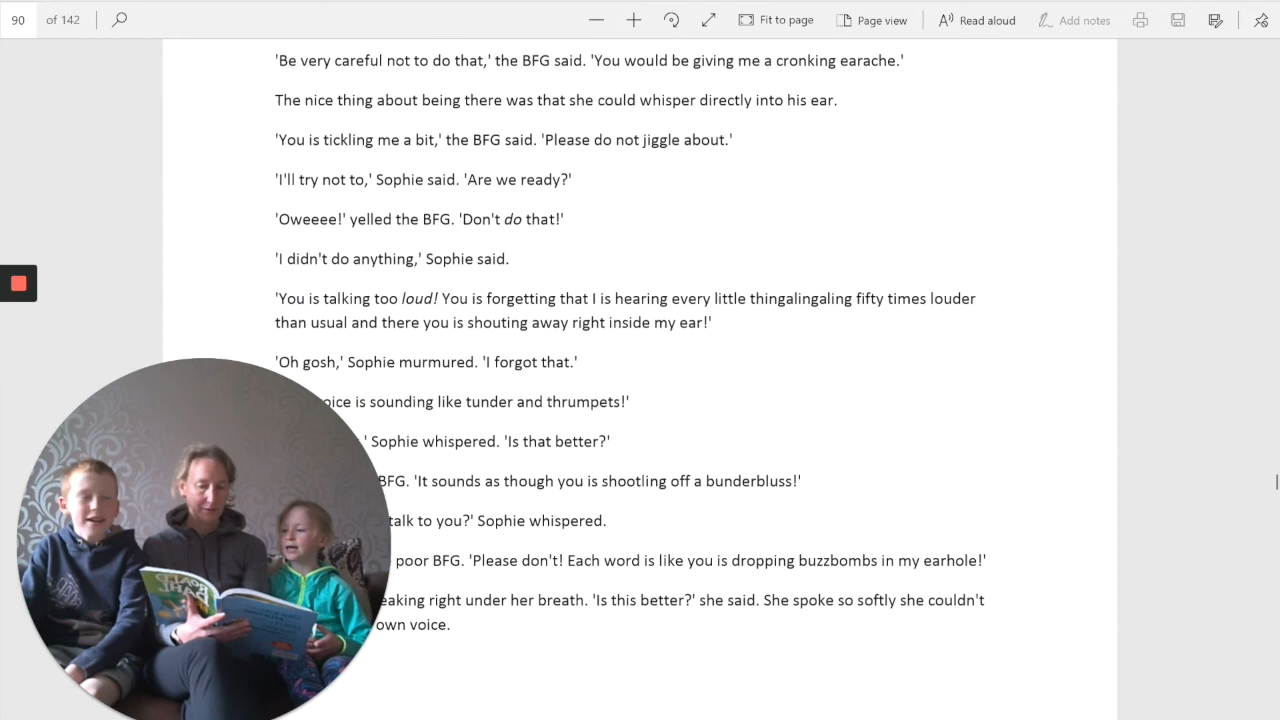 90 of 142 Fit to page Page view Read aloud Add notes
'Be very careful not to do that,' the BFG said. 'You would be giving me a cronking earache.'
The nice thing about being there was that she could whisper directly into his ear.
'You is tickling me a bit,' the BFG said. 'Please do not jiggle about.'
'I'll try not to,' Sophie said. 'Are we ready?'
'Oweeee!' yelled the BFG. 'Don't do that!'
'I didn't do anything,' Sophie said.
'You is talking too loud! You is forgetting that I is hearing every little thingalingaling fifty times louder
than usual and there you is shouting away right inside my ear!'
'Oh gosh,' Sophie murmured. 'I forgot that.'
is sounding like tunder and thrumpets!'
Sophie whispered. 'Is that better?'
BFG. 'It sounds as though you is shootling off a bunderbluss!'
talk to you?' Sophie whispered.
poor BFG. 'Please don't! Each word is like you is dropping buzzbombs in my earhole!'
right under her breath. 'Is this better?' she said. She spoke so softly she couldn't
own voice.
ROALD
DAHL